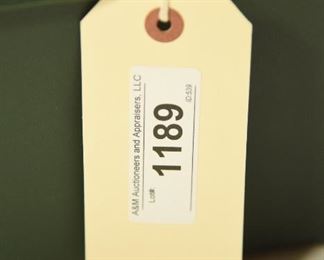 A&M Auctioneers and Appraisers, LLC
Lot#: 1189
ID:539